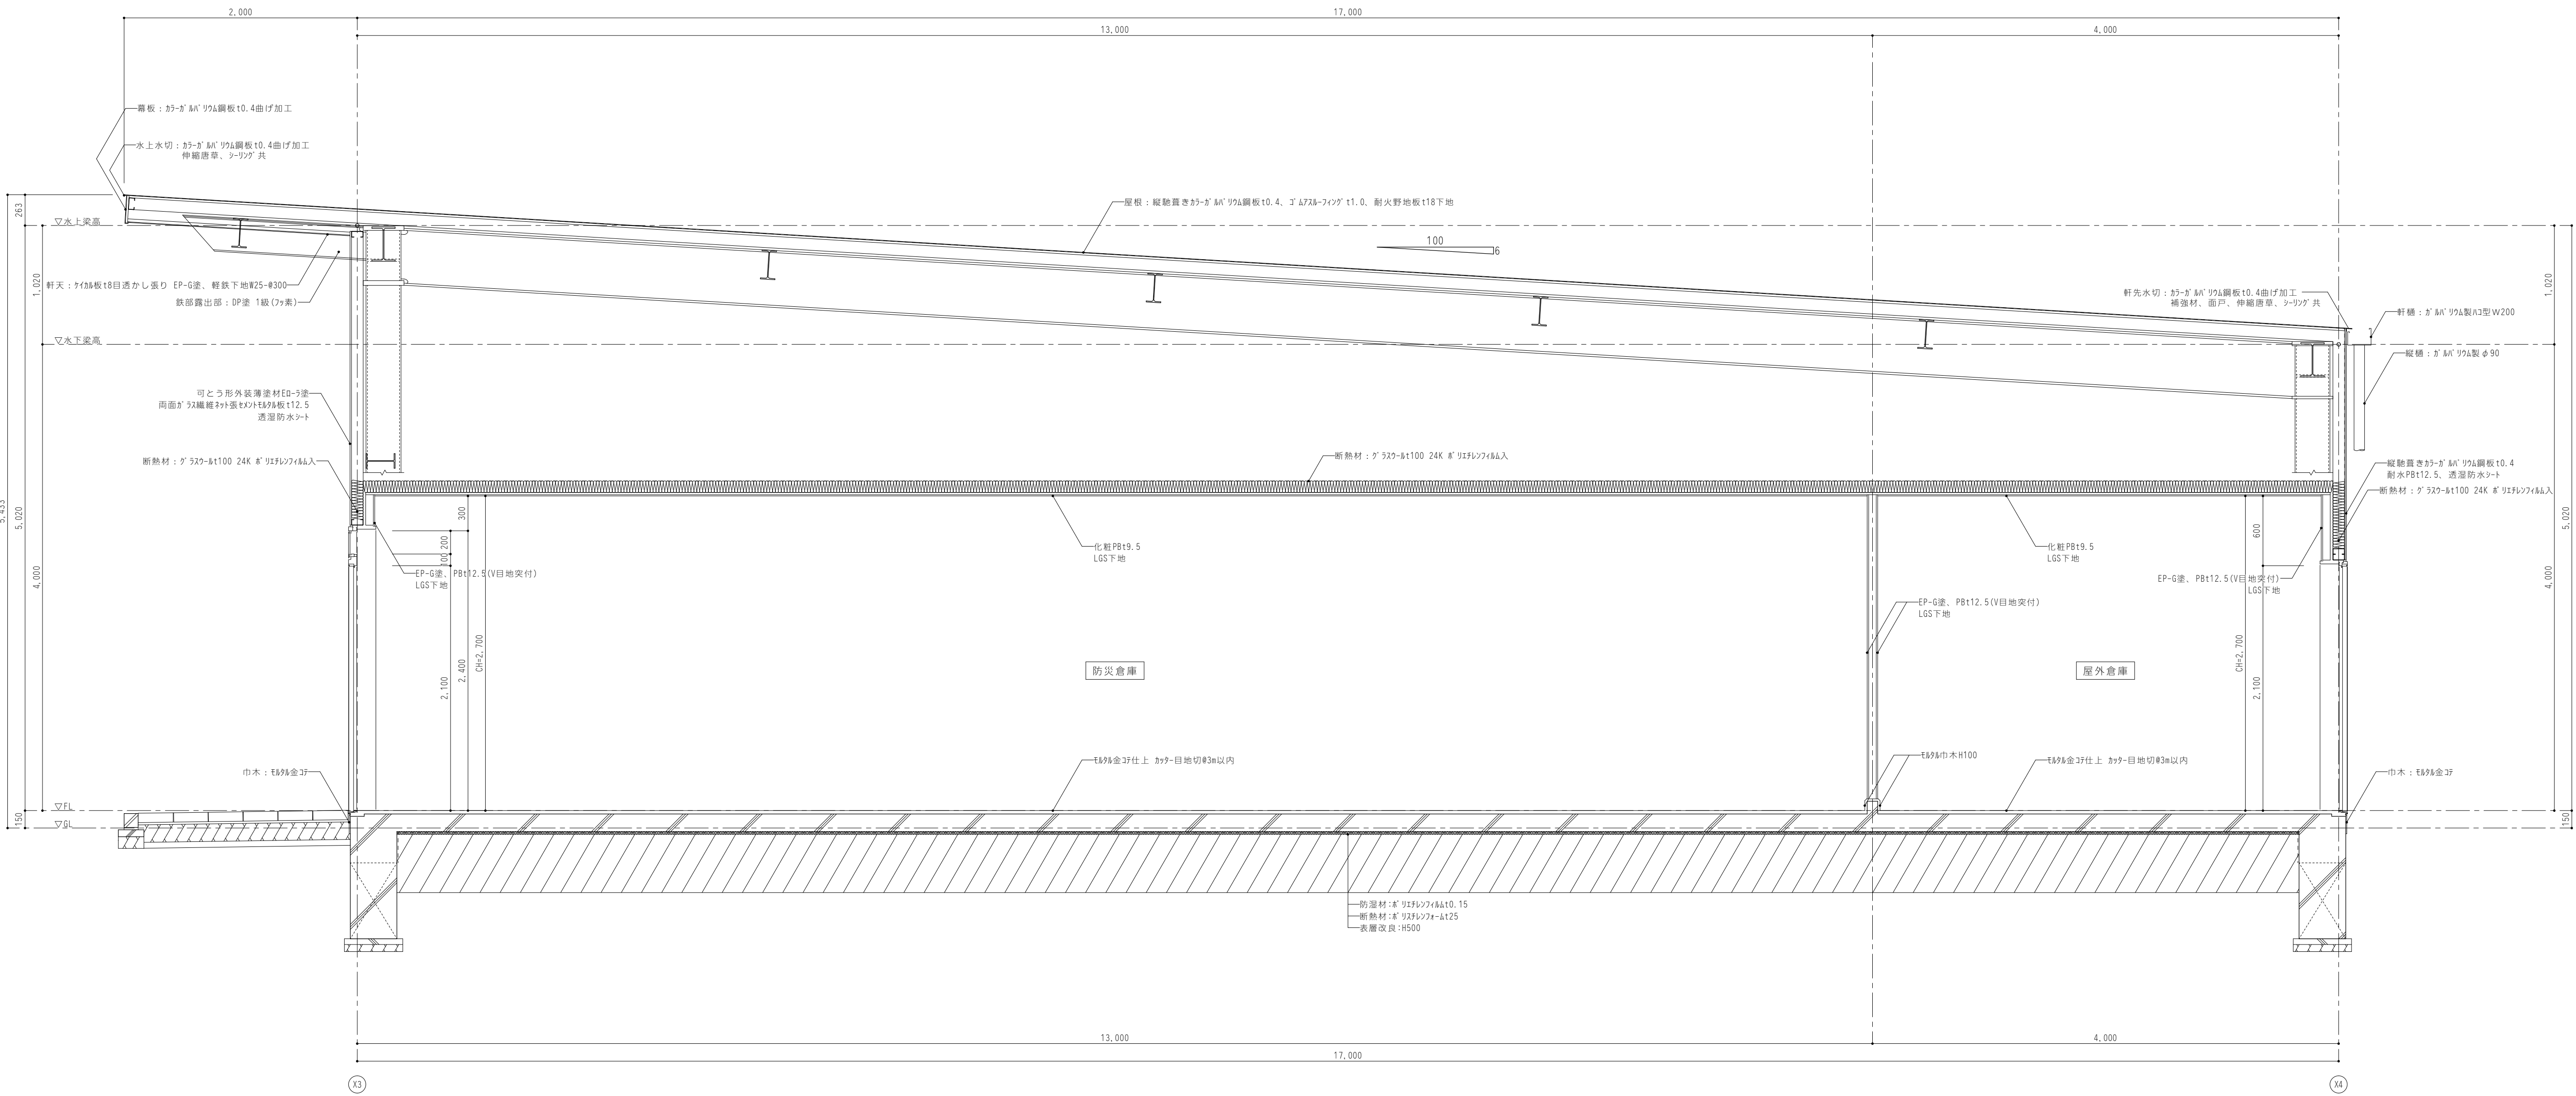 2,000
17,000
13,000
4,000
幕板：ｶﾗｰｶﾞﾙﾊﾞﾘｳﾑ鋼板t0.4曲げ加工
水上水切：ｶﾗｰｶﾞﾙﾊﾞﾘｳﾑ鋼板t0.4曲げ加工
伸縮唐草、ｼｰﾘﾝｸﾞ共
屋根：縦馳葺きｶﾗｰｶﾞﾙﾊﾞﾘｳﾑ鋼板t0.4、ｺﾞﾑｱｽﾙｰﾌｨﾝｸﾞt1.0、耐火野地板t18下地
263
▽水上梁高
100
6
1,020
軒天：ｹｲｶﾙ板t8目透かし張り EP-G塗、軽鉄下地W25-@300
鉄部露出部：DP塗 1級(ﾌｯ素)
軒先水切：ｶﾗｰｶﾞﾙﾊﾞﾘｳﾑ鋼板t0.4曲げ加工
補強材、面戸、伸縮唐草、ｼｰﾘﾝｸﾞ共
1,020
軒樋：ｶﾞﾙﾊﾞﾘｳﾑ製ﾊｺ型W200
▽水下梁高
縦樋：ｶﾞﾙﾊﾞﾘｳﾑ製φ90
可とう形外装薄塗材Eﾛｰﾗ塗
両面ｶﾞﾗｽ繊維ﾈｯﾄ張ｾﾒﾝﾄﾓﾙﾀﾙ板t12.5
透湿防水ｼｰﾄ
断熱材：ｸﾞﾗｽｳｰﾙt100 24K ﾎﾟﾘｴﾁﾚﾝﾌｨﾙﾑ入
断熱材：ｸﾞﾗｽｳｰﾙt100 24K ﾎﾟﾘｴﾁﾚﾝﾌｨﾙﾑ入
縦馳葺きｶﾗｰｶﾞﾙﾊﾞﾘｳﾑ鋼板t0.4
耐水PBt12.5、透湿防水ｼｰﾄ
断熱材：ｸﾞﾗｽｳｰﾙt100 24K ﾎﾟﾘｴﾁﾚﾝﾌｨﾙﾑ入
5,433
5,020
4,000
300
200
100
2,100
2,400
CH=2,700
EP-G塗、PBt12.5(V目地突付)
LGS下地
化粧PBt9.5
LGS下地
化粧PBt9.5
LGS下地
EP-G塗、PBt12.5(V目地突付)
LGS下地
EP-G塗、PBt12.5(V目地突付)
LGS下地
600
2,100
CH=2,700
4,000
5,020
防災倉庫
屋外倉庫
巾木：ﾓﾙﾀﾙ金ｺﾃ
ﾓﾙﾀﾙ金ｺﾃ仕上 ｶｯﾀｰ目地切@3m以内
ﾓﾙﾀﾙ巾木H100
ﾓﾙﾀﾙ金ｺﾃ仕上 ｶｯﾀｰ目地切@3m以内
巾木：ﾓﾙﾀﾙ金ｺﾃ
▽FL
▽GL
150
150
防湿材:ﾎﾟﾘｴﾁﾚﾝﾌｨﾙﾑt0.15
断熱材:ﾎﾟﾘｽﾁﾚﾝﾌｫｰﾑt25
表層改良:H500
13,000
4,000
17,000
X3
X4